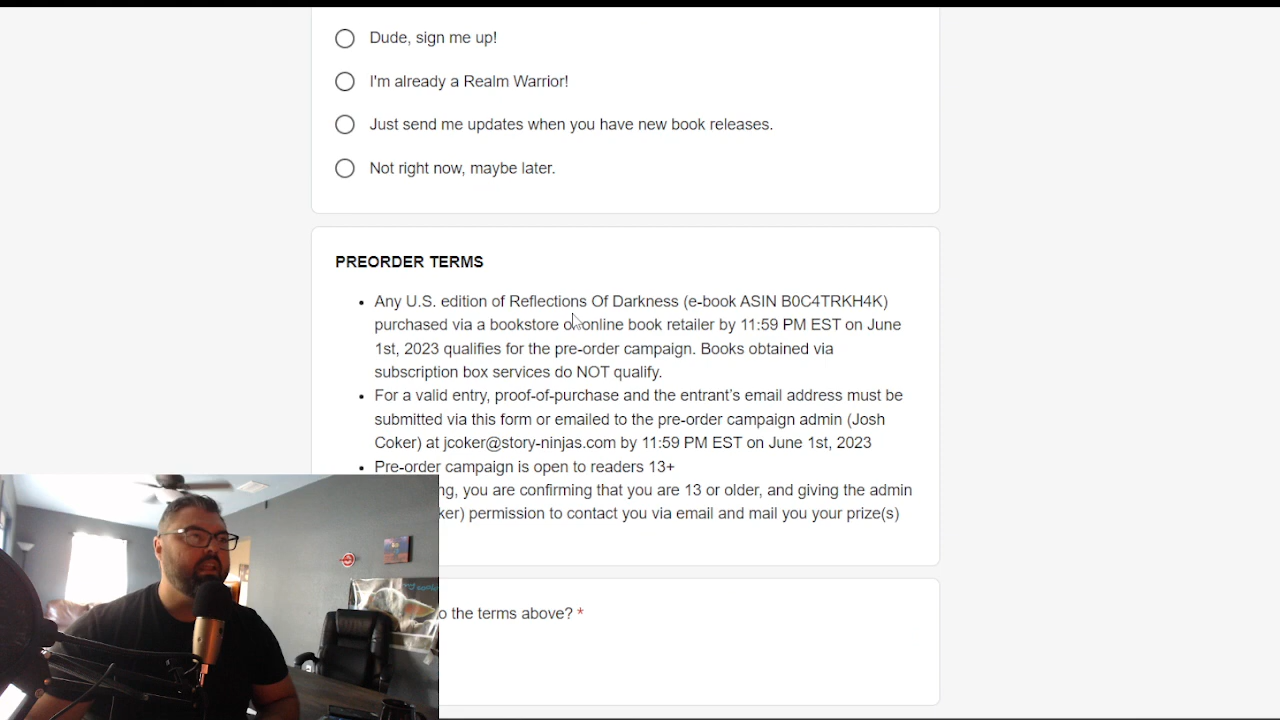 Dude, sign me up!
I'm already a Realm Warrior!
Just send me updates when you have new book releases.
Not right now, maybe later.
PREORDER TERMS
Any U.S. edition of Reflections Of Darkness (e-book ASIN B0C4TRKH4K)
purchased via a bookstore or online book retailer by 11:59 PM EST on June
1st, 2023 qualifies for the pre-order campaign. Books obtained via
subscription box services do NOT qualify.
For a valid entry, proof-of-purchase and the entrant's email address must be
submitted via this form or emailed to the pre-order campaign admin (Josh
Coker) at jcoker@story-ninjas.com by 11:59 PM EST on June 1st, 2023
Pre-order campaign is open to readers 13+
ng, you are confirming that you are 13 or older, and giving the admin
ker) permission to contact you via email and mail you your prize(s)
o the terms above? *